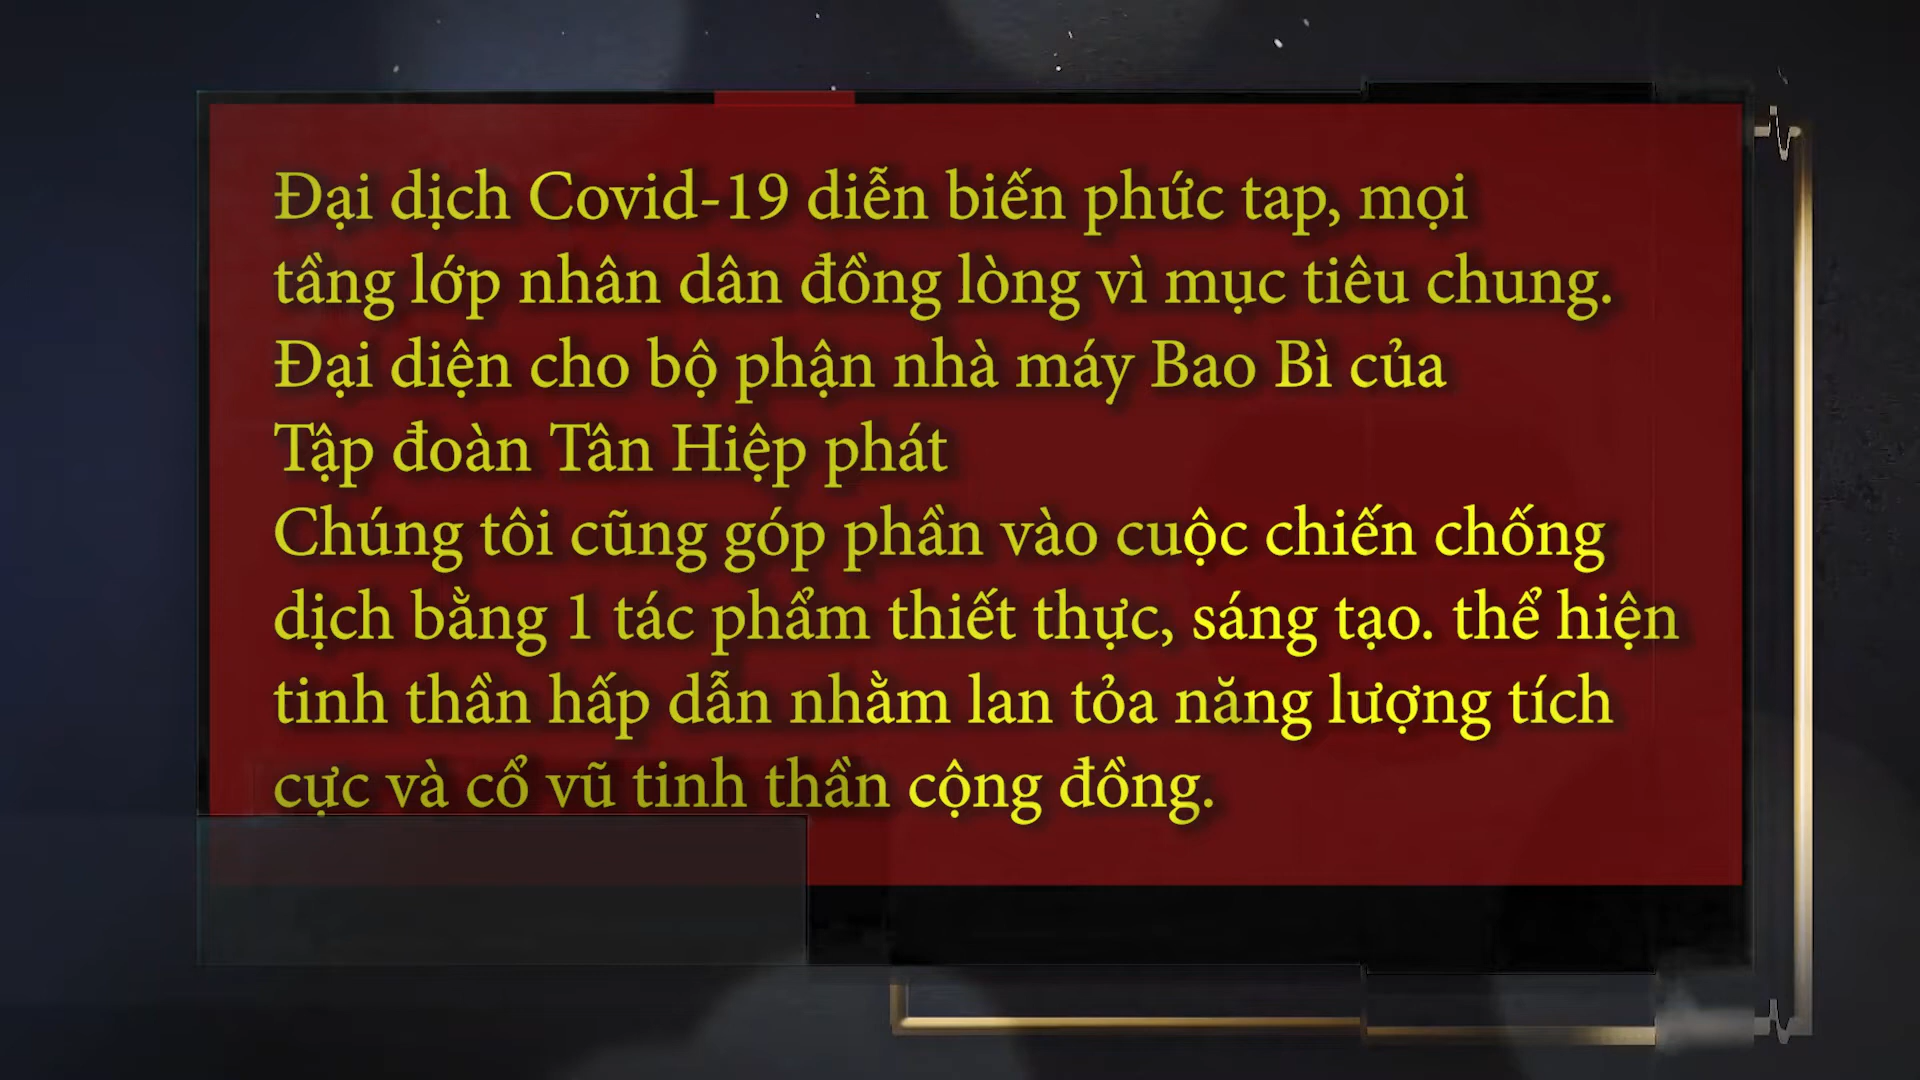 Đại dịch Covid-19 diễn biến phức tap, mọi
tầng lớp nhân dân đồng lòng vì mục tiêu chung.
Đại diện cho bộ phận nhà máy Bao Bì của
Tập đoàn Tân Hiệp phát
Chúng tôi cũng góp phần vào cuộc chiến chống
dịch bằng 1 tác phẩm thiết thực, sáng tạo. thể hiện
tinh thần hấp dẫn nhằm lan tỏa năng lượng tích
cực và cổ vũ tinh thần cộng đồng.